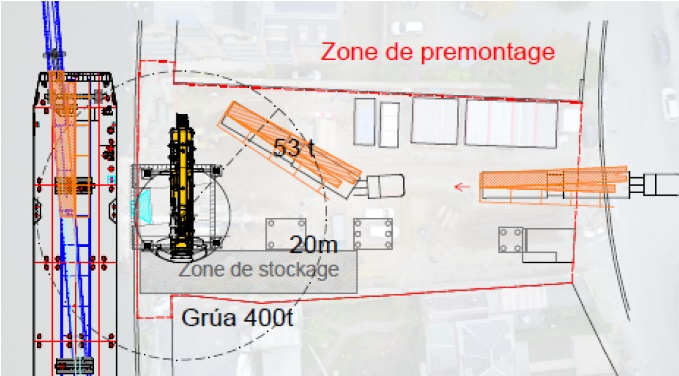 Zone de premontage
53 t
20m
Zone de stockage
Grúa 400t